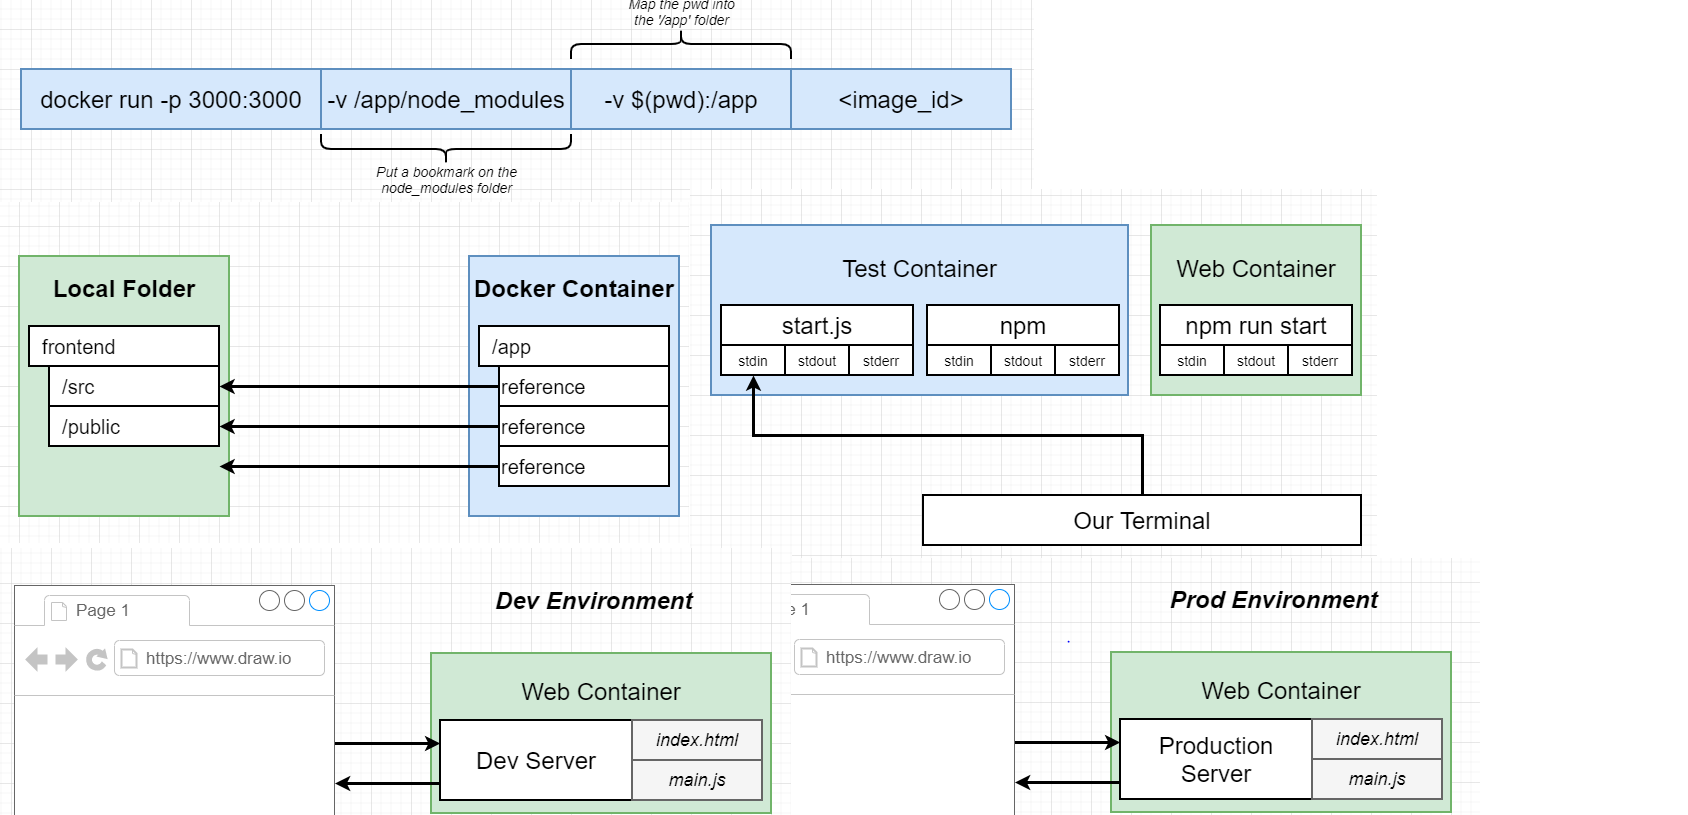 Map the pwd into
the '/app' folder
docker run -p 3000:3000
-v /app/node_modules
-v $(pwd):/app
<image_id>
Put a bookmark on the
node_modules folder
Local Folder
frontend
/src
/public
Docker Container
/app
reference
reference
reference
Test Container
start.js
stdin
stdout
stderr
npm
stdin
stdout
stderr
Web Container
npm run start
stdin
stdout
stderr
Our Terminal
Page 1
https://www.draw.io
Dev Environment
Web Container
Dev Server
index.html
main.js
e 1
https://www.draw.io
Prod Environment
Web Container
Production
Server
index.html
main.js